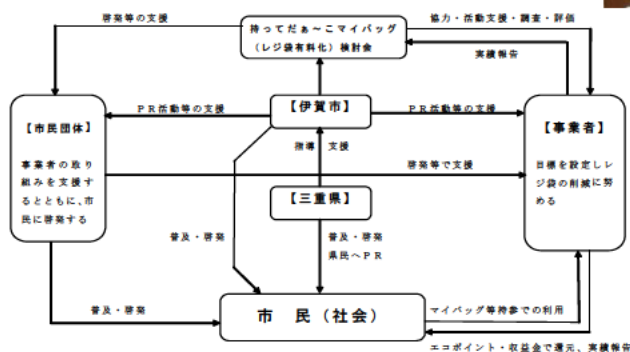 啓発等の支援
持ってだぁ～こマイバッグ
（レジ袋有料化）検討会
協力・活動支援・調査・評価
実績報告
【市民団体】
事業者の取り
組みを支援す
るとともに、市
民に啓発する
PR活動等の支援
【伊賀市】
PR活動等の支援
指導 支援
啓発等で支援
【事業者】
目標を設定しレ
ジ袋の削減に努
める
【三重県】
普及・啓発
普及・啓発
県民へPR
普及・啓発
市 民（社会）
マイバッグ等持参での利用
エコポイント・収益金で還元、実績報告